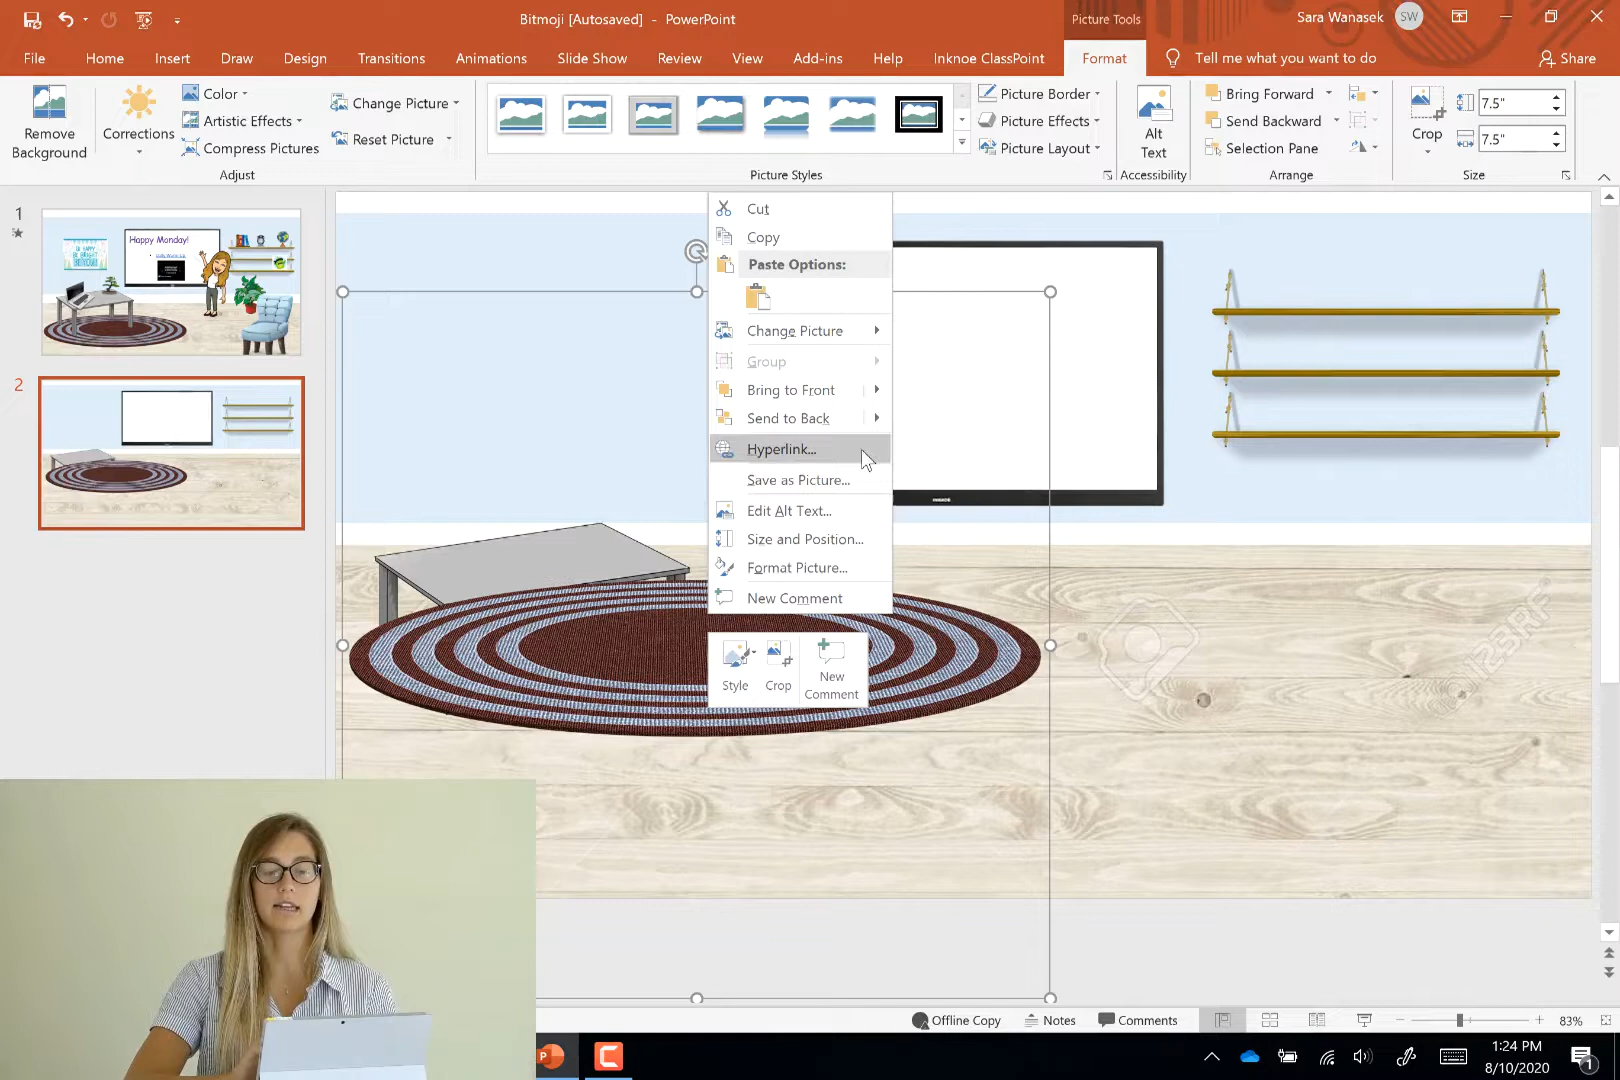 Bitmoji [Autosaved] - PowerPoint
Picture Tools
Sara Wanasek
SW
File
Home
Insert
Draw
Design
Transitions
Animations
Slide Show
Review
View
Add-ins
Help
Inknoe ClassPoint
Format
Tell me what you want to do
Share
Remove
Background
Corrections
Color
Artistic Effects
Compress Pictures
Change Picture
Reset Picture
Adjust
Picture Styles
Picture Border
Picture Effects
Picture Layout
Alt
Text
Accessibility
Bring Forward
Send Backward
Selection Pane
Arrange
Crop
7.5"
7.5"
Size
1
Happy Monday!
2
Cut
Copy
Paste Options:
Change Picture
Group
Bring to Front
Send to Back
Hyperlink...
Save as Picture...
Edit Alt Text...
Size and Position...
Format Picture...
New Comment
Style
Crop
New
Comment
123RF
Offline Copy
Notes
Comments
83%
P
1:24 PM
8/10/2020
1